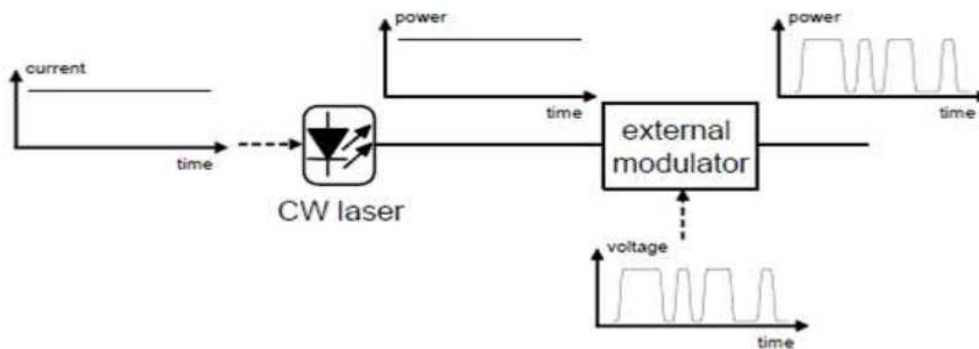 current
time
CW laser
power
time
external
modulator
voltage
time
power
time